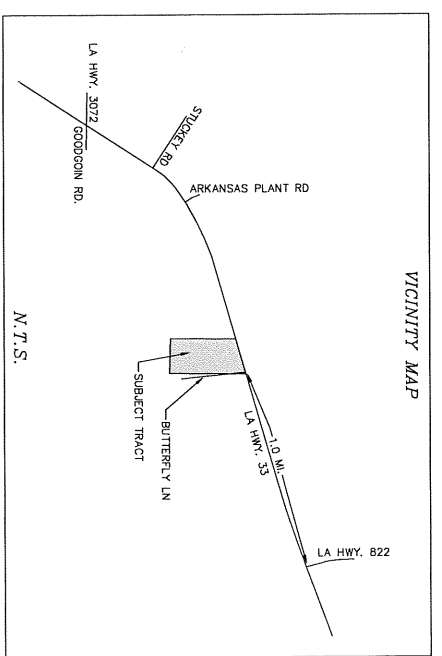 VICINITY MAP
LA HWY. 822
1.0 MI.
LA HWY. 33
ARKANSAS PLANT RD
STUCKEY RD
LA HWY. 3072
GOODGOIN RD.
BUTTERFLY LN
SUBJECT TRACT
N.T.S.